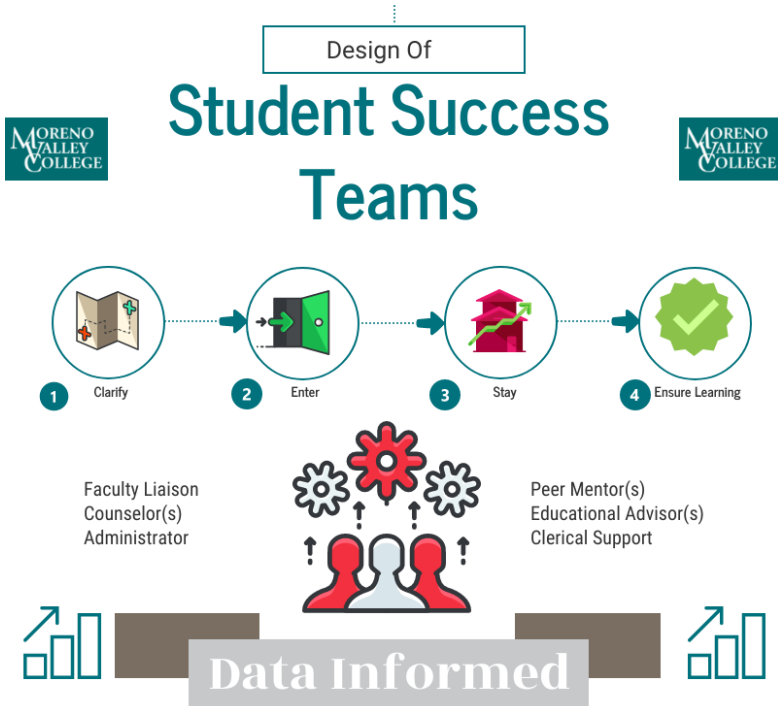 Design Of
Student Success
Teams
MORENO
VALLEY
COLLEGE
MORENO
VALLEY
COLLEGE
1 Clarify
2 Enter
3 Stay
4 Ensure Learning
Faculty Liaison
Counselor(s)
Administrator
Peer Mentor(s)
Educational Advisor(s)
Clerical Support
Data Informed